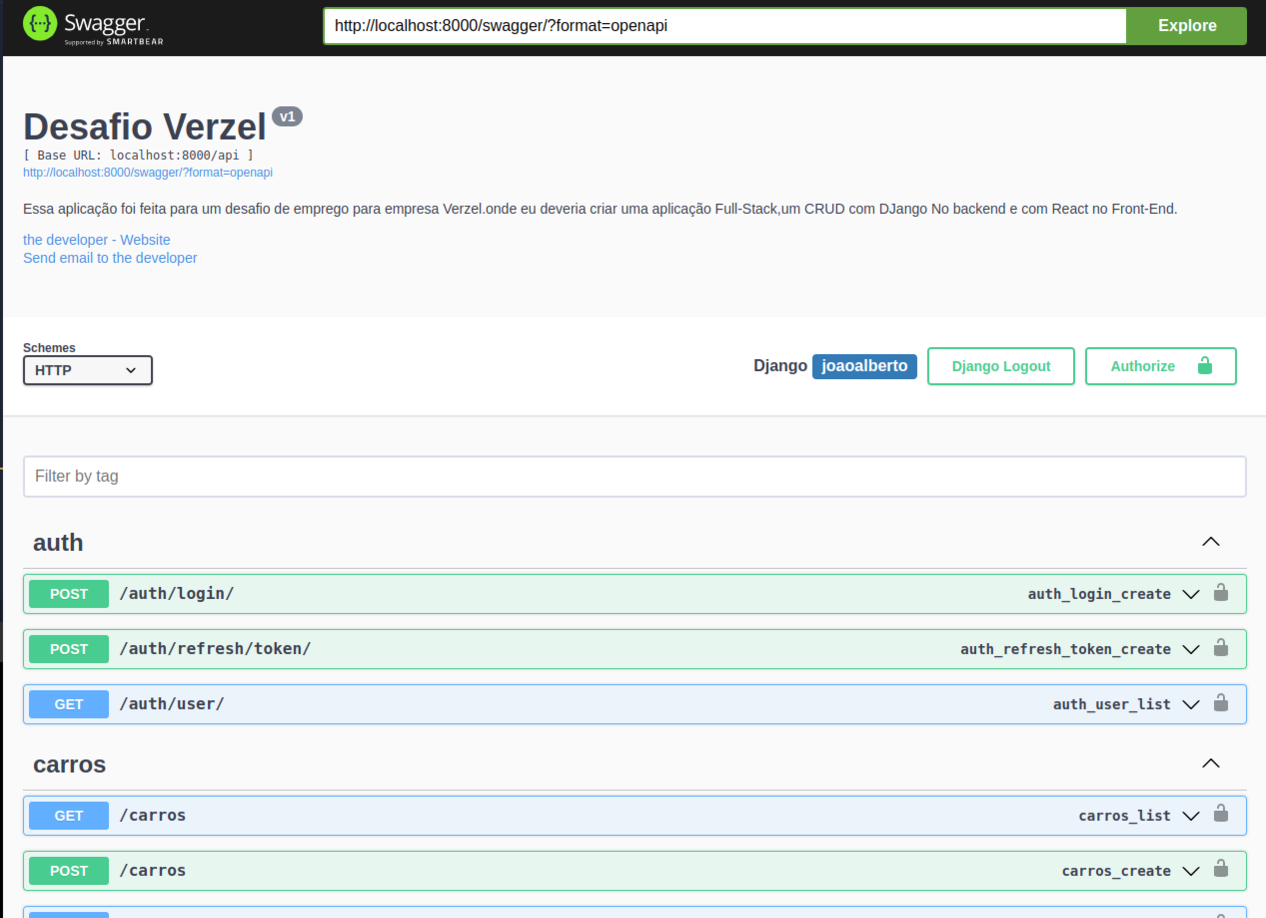 Swagger
Supported by SMARTBEAR
http://localhost:8000/swagger/?format=openapi
Explore
Desafio Verzel v1
[ Base URL: localhost:8000/api ]
http://localhost:8000/swagger/?format=openapi
Essa aplicação foi feita para um desafio de emprego para empresa Verzel.onde eu deveria criar uma aplicação Full-Stack,um CRUD com DJango No backend e com React no Front-End.
the developer - Website
Send email to the developer
Schemes
HTTP
Django joaoalberto
Django Logout
Authorize
Filter by tag
auth
POST /auth/login/ auth_login_create
POST /auth/refresh/token/ auth_refresh_token_create
GET /auth/user/ auth_user_list
carros
GET /carros carros_list
POST /carros carros_create